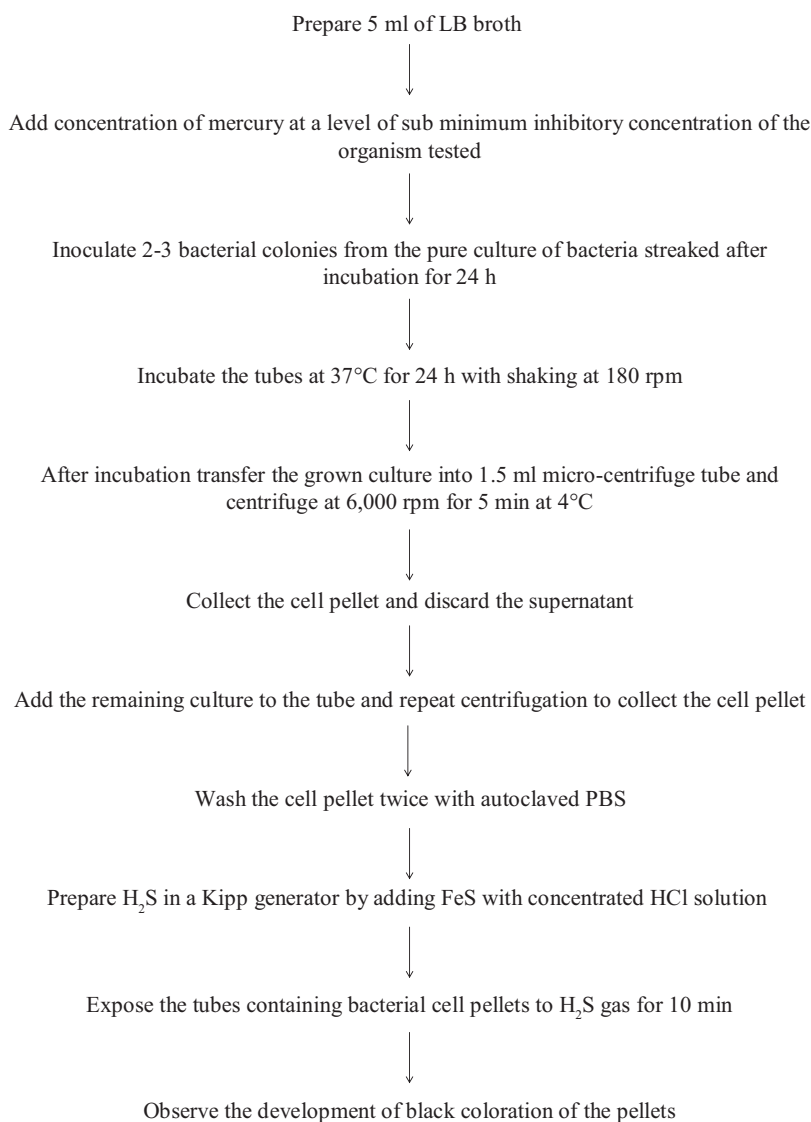 Prepare 5 ml of LB broth
Add concentration of mercury at a level of sub minimum inhibitory concentration of the
organism tested
Inoculate 2-3 bacterial colonies from the pure culture of bacteria streaked after
incubation for 24 h
Incubate the tubes at 37°C for 24 h with shaking at 180 rpm
After incubation transfer the grown culture into 1.5 ml micro-centrifuge tube and
centrifuge at 6,000 rpm for 5 min at 4°C
Collect the cell pellet and discard the supernatant
Add the remaining culture to the tube and repeat centrifugation to collect the cell pellet
Wash the cell pellet twice with autoclaved PBS
Prepare H₂S in a Kipp generator by adding FeS with concentrated HCl solution
Expose the tubes containing bacterial cell pellets to H₂S gas for 10 min
Observe the development of black coloration of the pellets